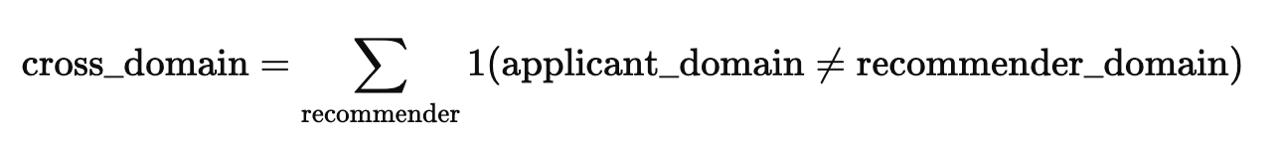 cross_domain = ∑ 1(applicant_domain ≠ recommender_domain)
recommender